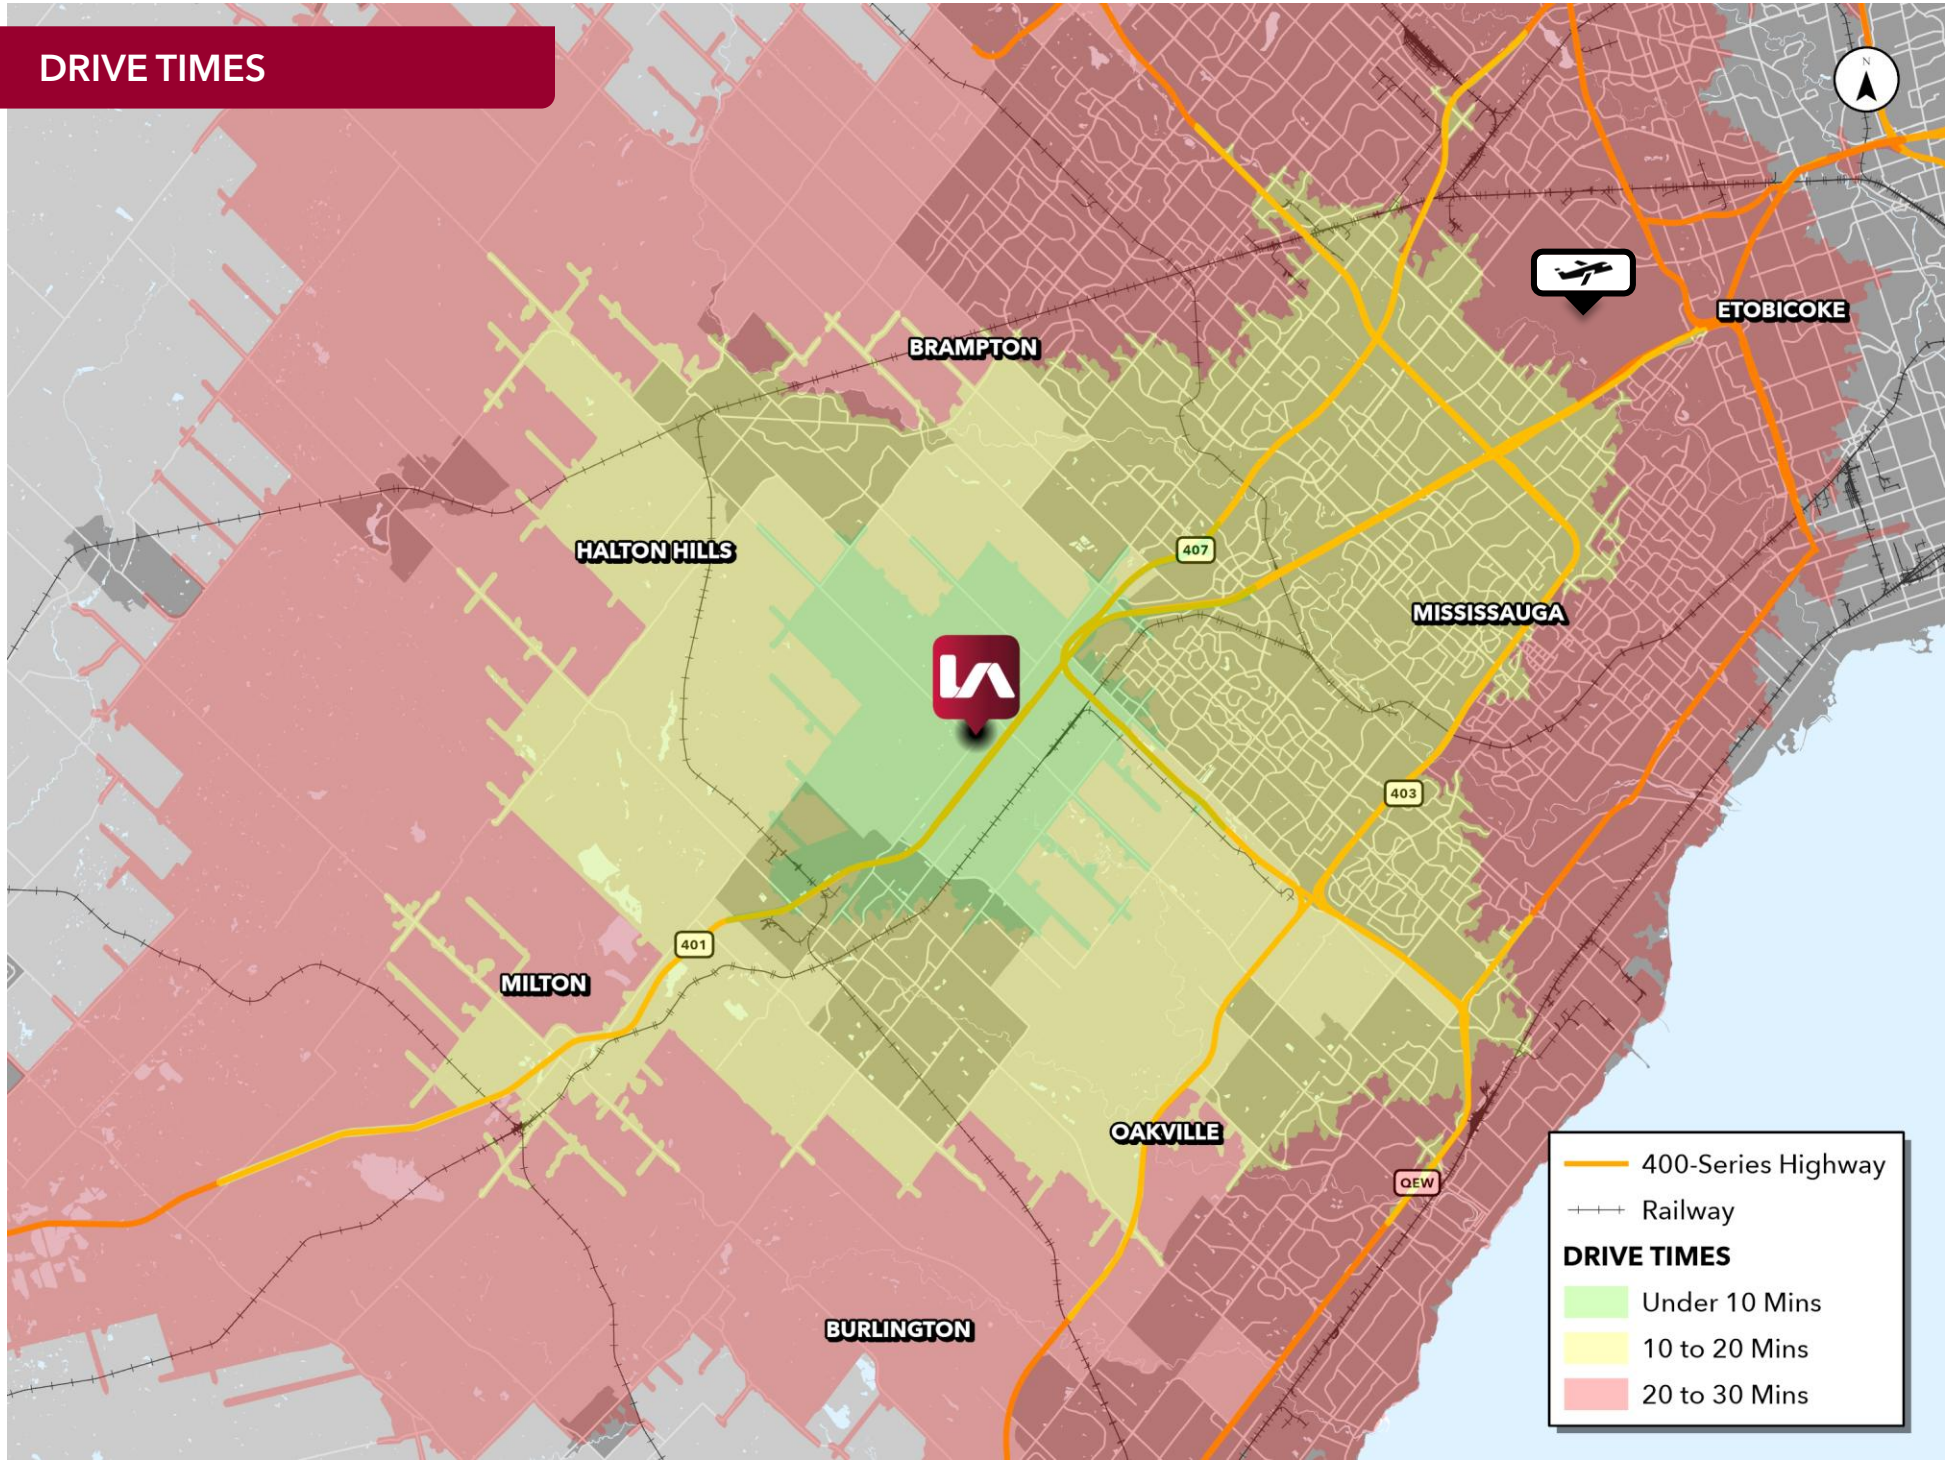 DRIVE TIMES
N
ETOBICOKE
BRAMPTON
HALTON HILLS
407
MISSISSAUGA
LA
403
401
MILTON
OAKVILLE
QEW
BURLINGTON
400-Series Highway
Railway
DRIVE TIMES
Under 10 Mins
10 to 20 Mins
20 to 30 Mins